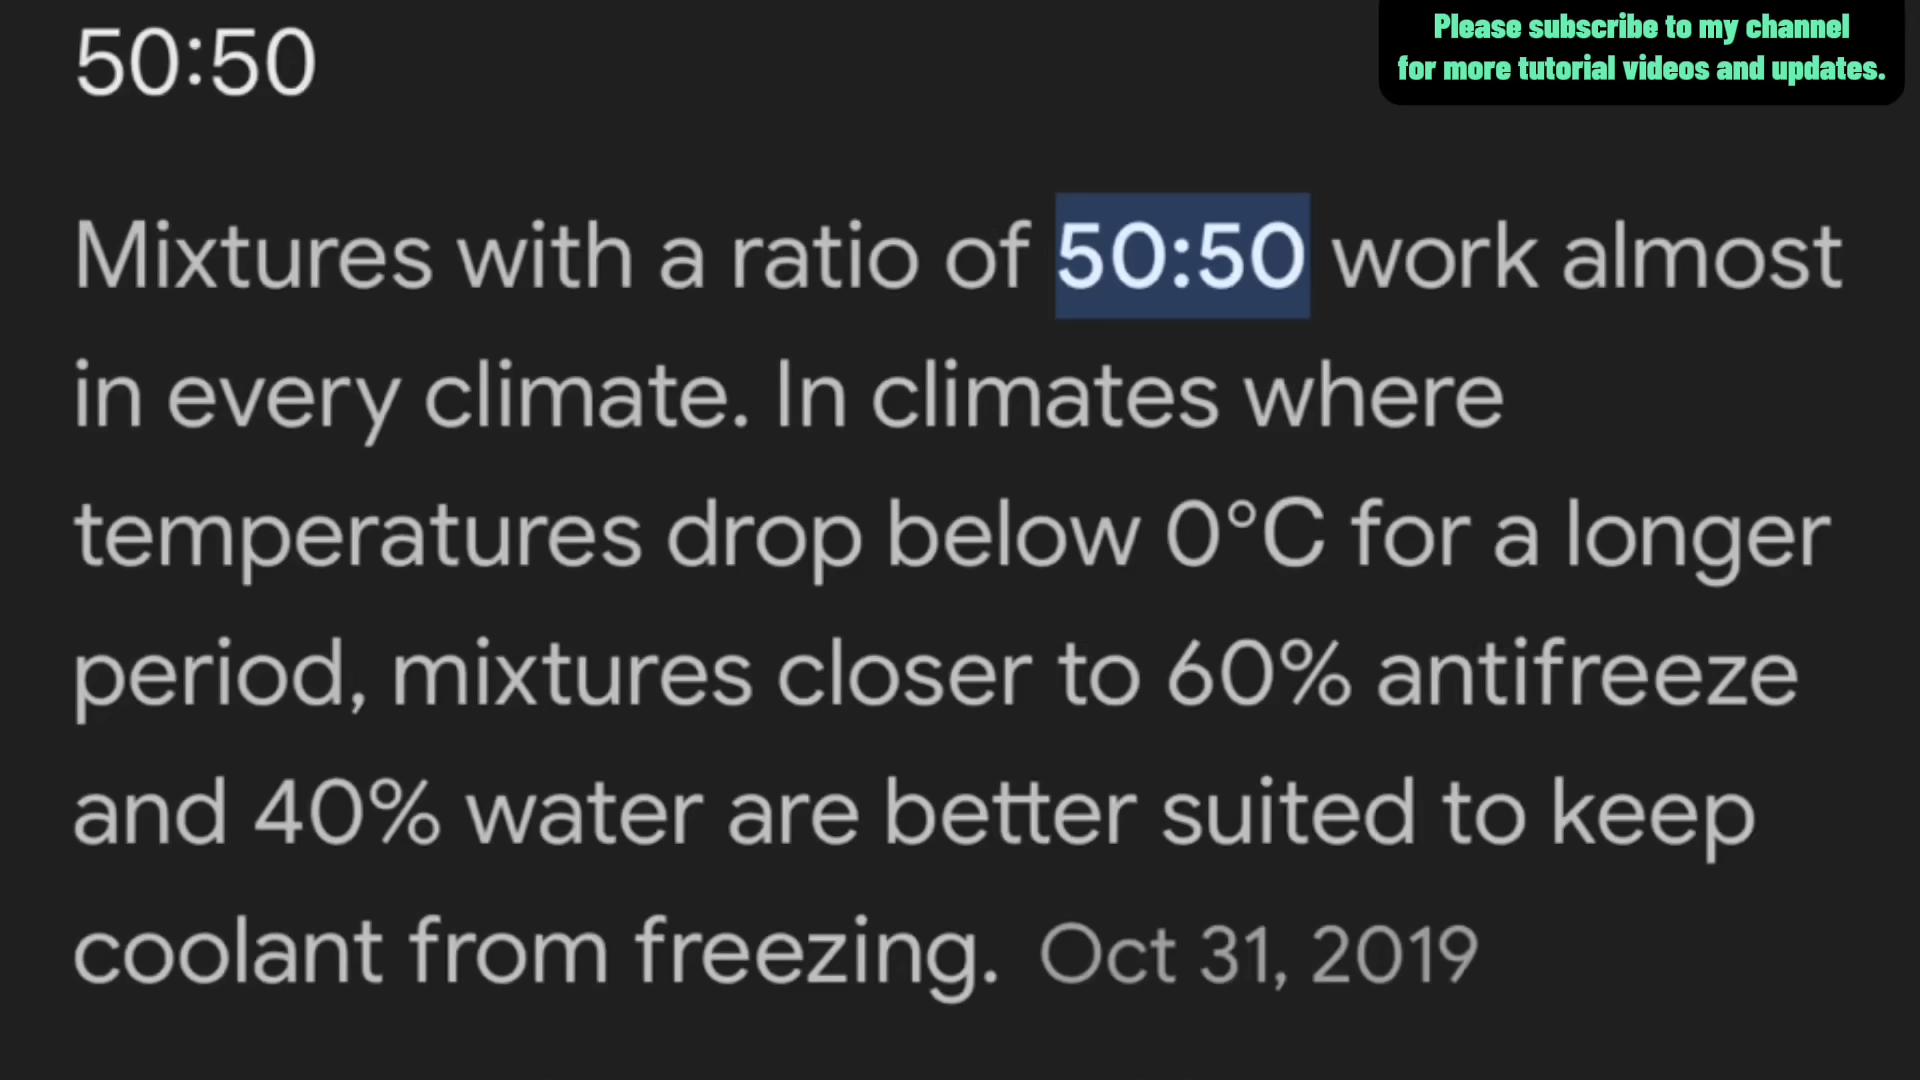 50:50
Please subscribe to my channel
for more tutorial videos and updates.
Mixtures with a ratio of 50:50 work almost
in every climate. In climates where
temperatures drop below 0°C for a longer
period, mixtures closer to 60% antifreeze
and 40% water are better suited to keep
coolant from freezing. Oct 31, 2019